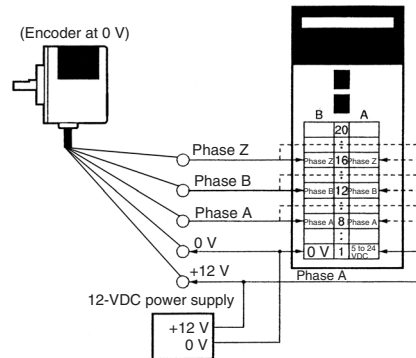 (Encoder at 0 V)
Phase Z
Phase B
Phase A
0 V
+12 V
Phase A
12-VDC power supply
+12 V
0 V
B A
20
Phase Z 16 Phase Z
Phase B 12 Phase B
Phase A 8 Phase A
0 V 1 5 to 24 VDC